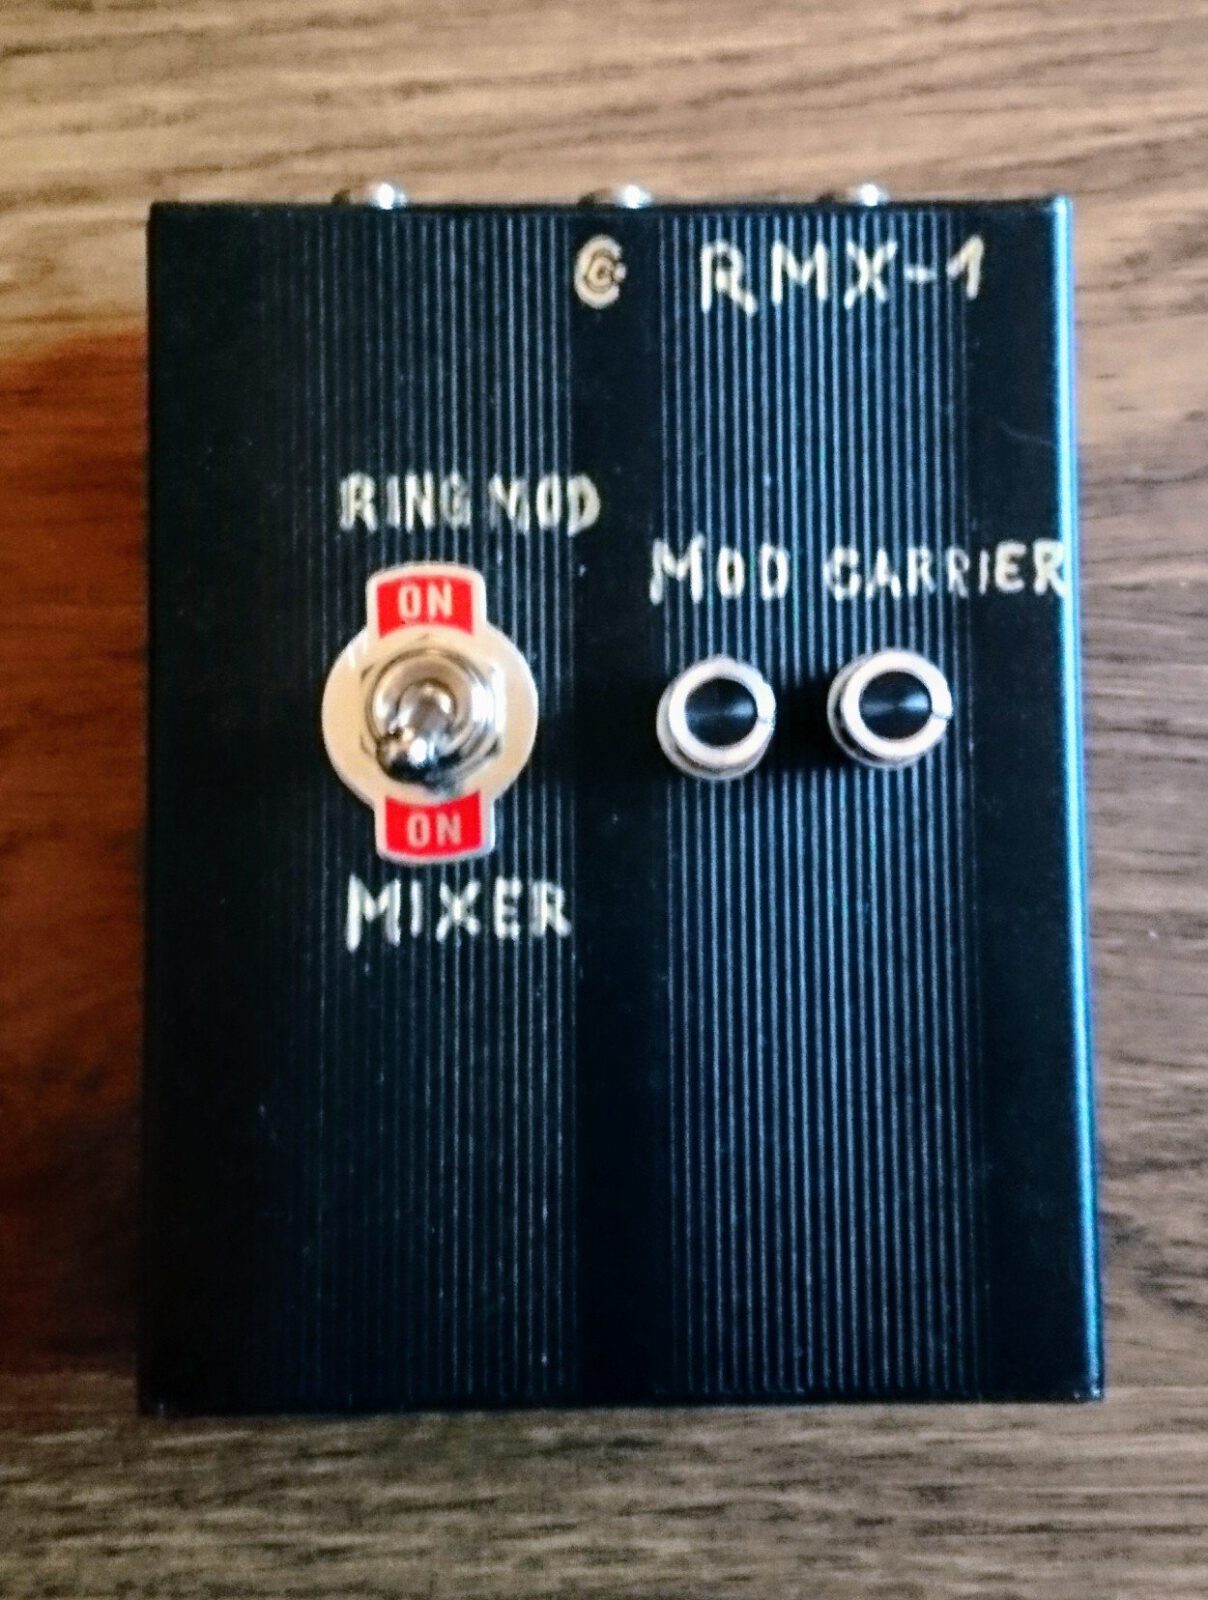 RMX-1
RING MOD
MOD CARRIER
ON
ON
MIXER